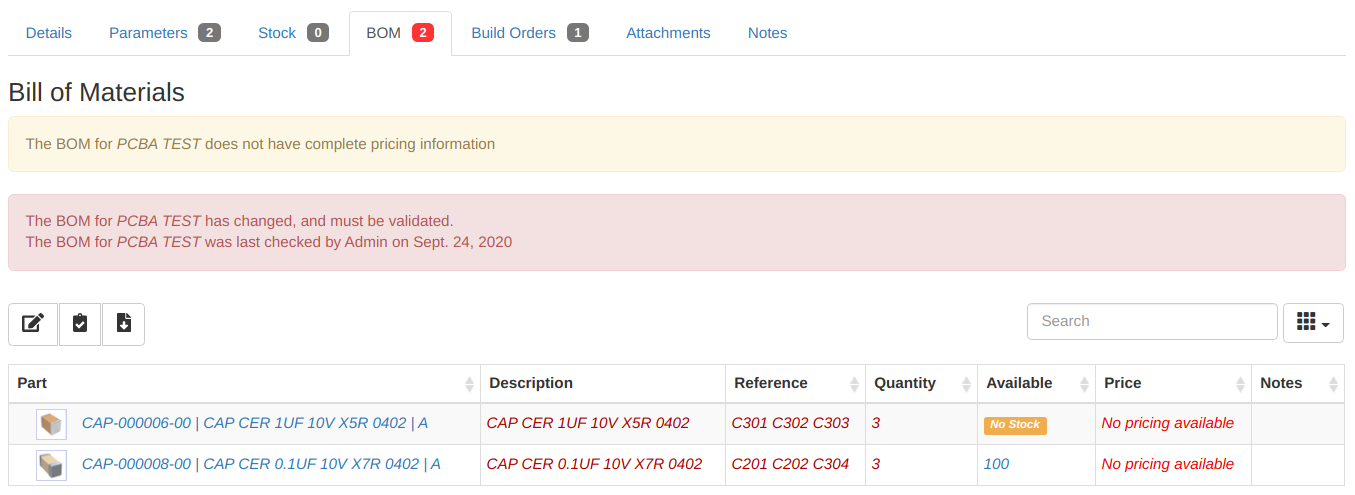 Details Parameters 2 Stock 0 BOM 2 Build Orders 1 Attachments Notes
Bill of Materials
The BOM for PCBA TEST does not have complete pricing information
The BOM for PCBA TEST has changed, and must be validated.
The BOM for PCBA TEST was last checked by Admin on Sept. 24, 2020
Search
Part Description Reference Quantity Available Price Notes
CAP-000006-00 | CAP CER 1UF 10V X5R 0402 | A CAP CER 1UF 10V X5R 0402 C301 C302 C303 3 No Stock No pricing available
CAP-000008-00 | CAP CER 0.1UF 10V X7R 0402 | A CAP CER 0.1UF 10V X7R 0402 C201 C202 C304 3 100 No pricing available